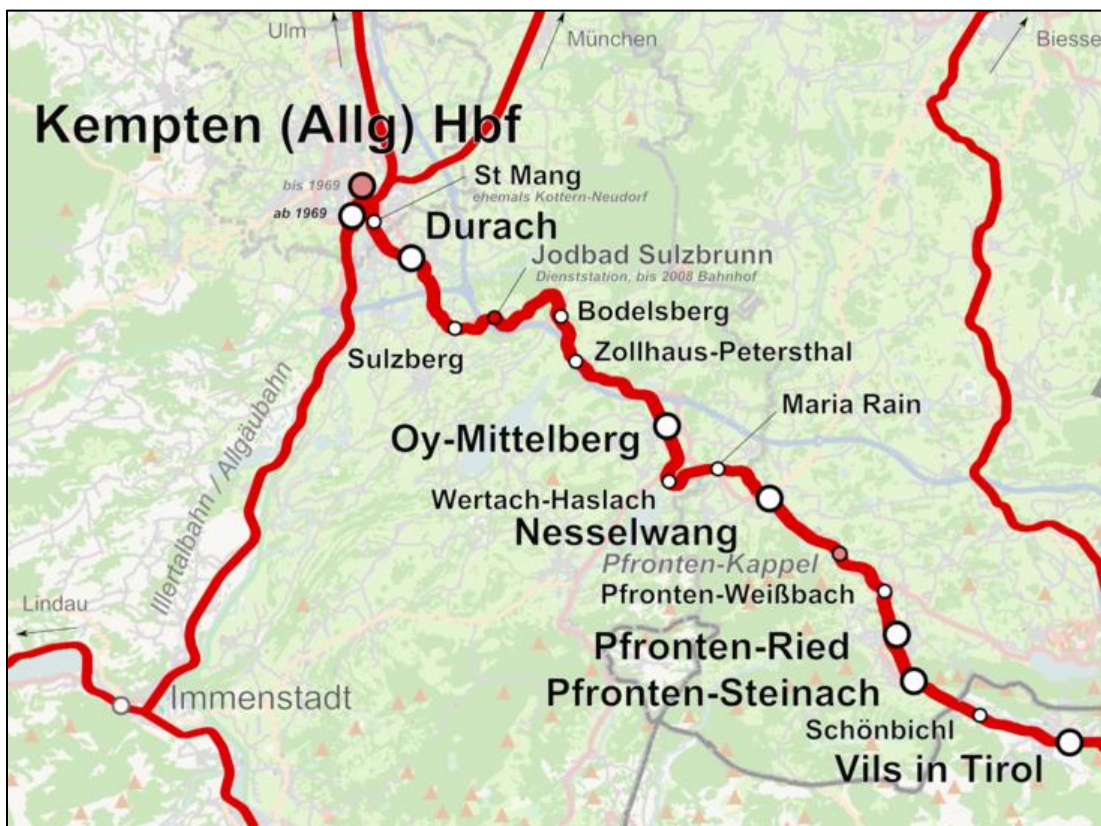 Ulm
München
Biesse
Kempten (Allg) Hbf
bis 1969
St Mang
ehemals Kottern-Neudorf
ab 1969
Durach
Jodbad Sulzbrunn
Dienststation, bis 2008 Bahnhof
Bodelsberg
Sulzberg
Zollhaus-Petersthal
Illertalbahn / Allgäubahn
Maria Rain
Oy-Mittelberg
Wertach-Haslach
Nesselwang
Pfronten-Kappel
Pfronten-Weißbach
Lindau
Pfronten-Ried
Pfronten-Steinach
Immenstadt
Schönbichl
Vils in Tirol